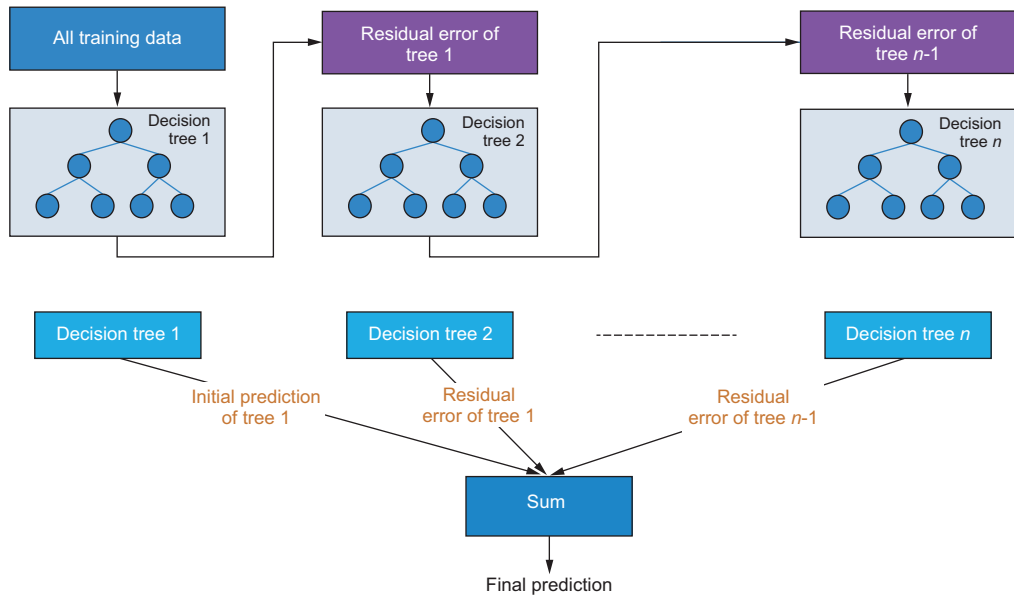 All training data
Residual error of
tree 1
Residual error of
tree n-1
Decision
tree 1
Decision
tree 2
Decision
tree n
Decision tree 1
Decision tree 2
Decision tree n
Initial prediction
of tree 1
Residual
error of tree 1
Residual
error of tree n-1
Sum
Final prediction